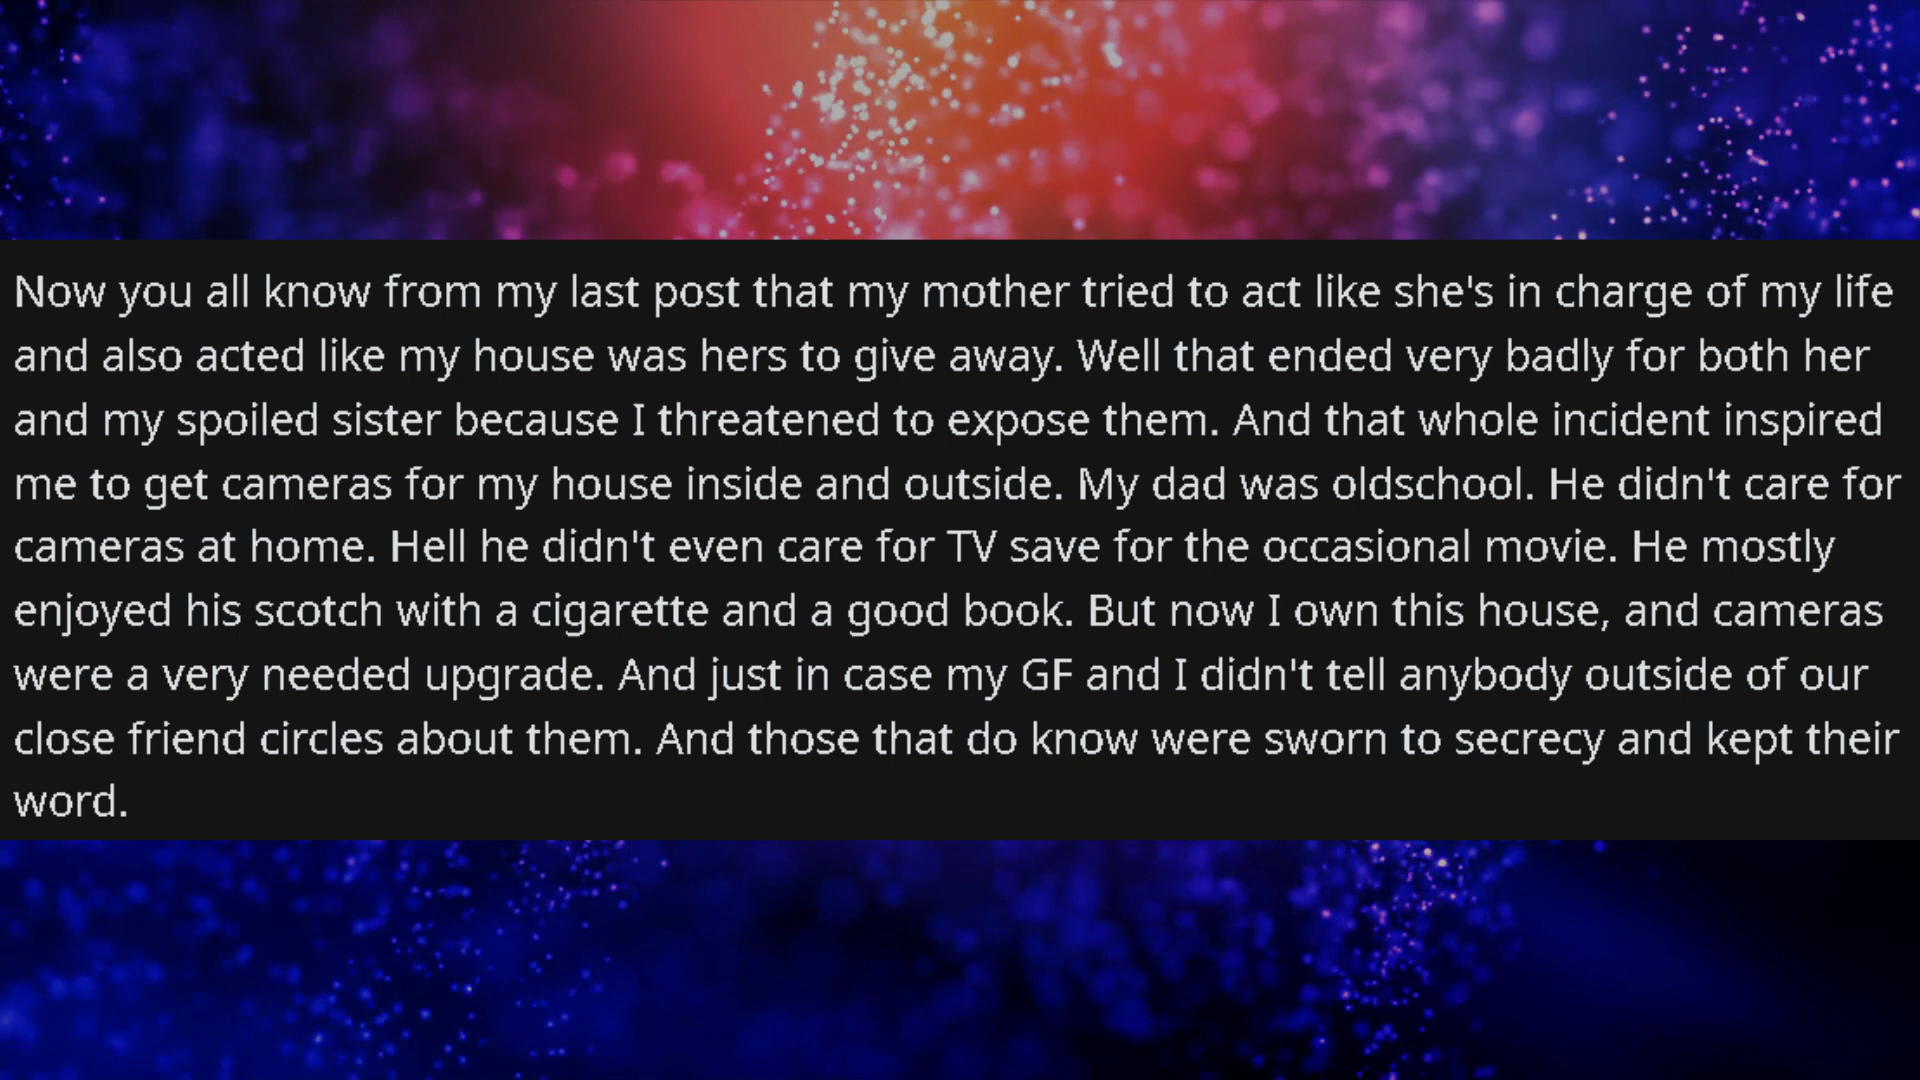 Now you all know from my last post that my mother tried to act like she's in charge of my life
and also acted like my house was hers to give away. Well that ended very badly for both her
and my spoiled sister because I threatened to expose them. And that whole incident inspired
me to get cameras for my house inside and outside. My dad was oldschool. He didn't care for
cameras at home. Hell he didn't even care for TV save for the occasional movie. He mostly
enjoyed his scotch with a cigarette and a good book. But now I own this house, and cameras
were a very needed upgrade. And just in case my GF and I didn't tell anybody outside of our
close friend circles about them. And those that do know were sworn to secrecy and kept their
word.